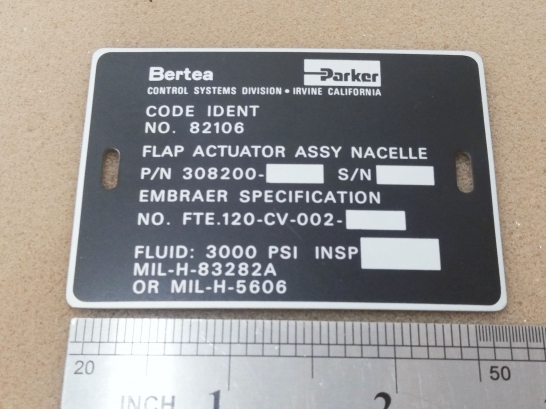 Bertea Parker
CONTROL SYSTEMS DIVISION • IRVINE CALIFORNIA
CODE IDENT
NO. 82106
FLAP ACTUATOR ASSY NACELLE
P/N 308200- S/N
EMBRAER SPECIFICATION
NO. FTE.120-CV-002-
FLUID: 3000 PSI INSP
MIL-H-83282A
OR MIL-H-5606
20 50
INCH 1 2